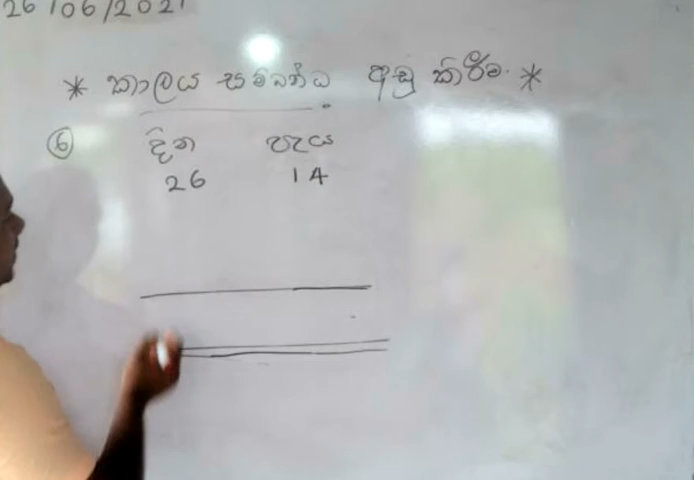 26/06/2021
* කාලය සම්බන්ධ අඩු කිරීම. *
⑥ දින පැය
26 14